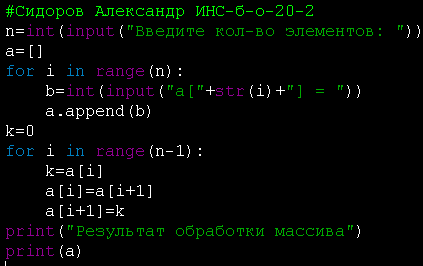 #Сидоров Александр ИНС-б-о-20-2
n=int(input("Введите кол-во элементов: "))
a=[]
for i in range(n):
    b=int(input("a["+str(i)+"] = "))
    a.append(b)
k=0
for i in range(n-1):
    k=a[i]
    a[i]=a[i+1]
    a[i+1]=k
print("Результат обработки массива")
print(a)